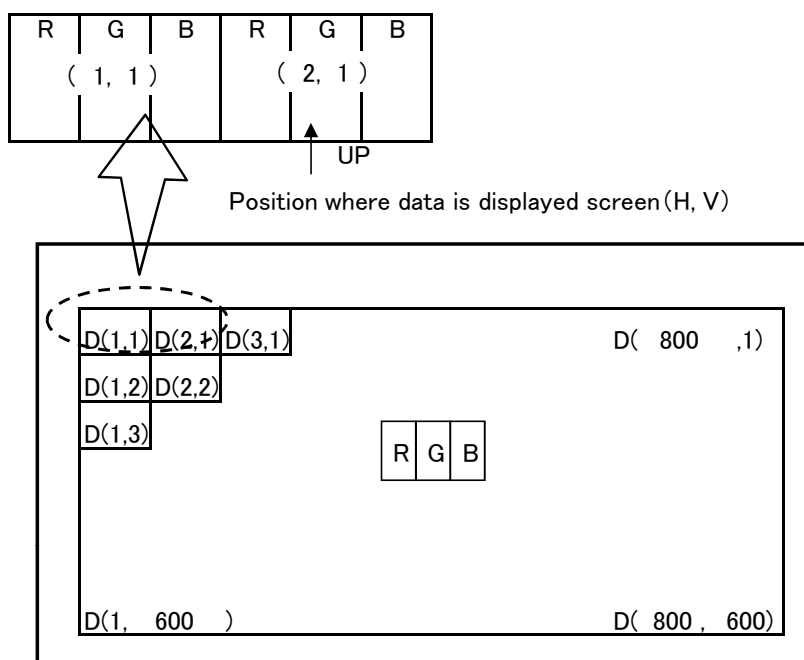 R G B R G B
( 1, 1 ) ( 2, 1 )
UP
Position where data is displayed screen(H, V)
D(1,1) D(2,1) D(3,1) D( 800 ,1)
D(1,2) D(2,2)
D(1,3)
R G B
D(1, 600 ) D( 800 , 600)